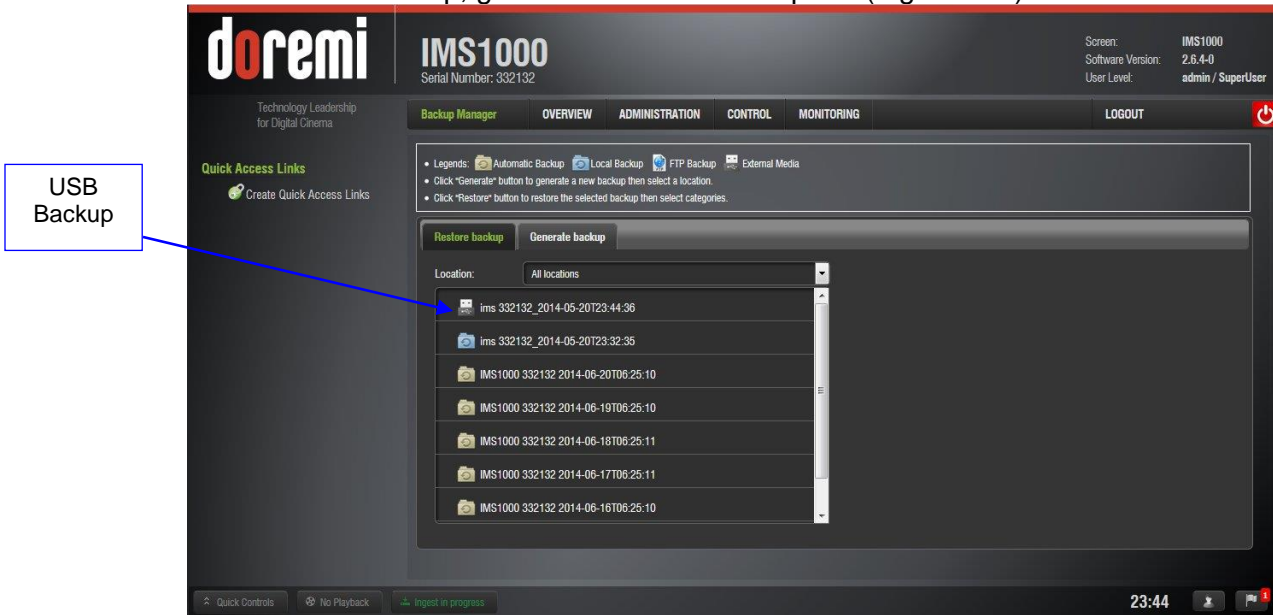 doremi
Technology Leadership
for Digital Cinema
IMS1000
Serial Number: 332132
Screen: IMS1000
Software Version: 2.6.4-0
User Level: admin / SuperUser
Backup Manager OVERVIEW ADMINISTRATION CONTROL MONITORING LOGOUT
Quick Access Links
Create Quick Access Links
USB
Backup
• Legends: Automatic Backup Local Backup FTP Backup External Media
• Click "Generate" button to generate a new backup then select a location.
• Click "Restore" button to restore the selected backup then select categories.
Restore backup Generate backup
Location: All locations
ims 332132_2014-05-20T23:44:36
ims 332132_2014-05-20T23:32:35
IMS1000 332132 2014-06-20T06:25:10
IMS1000 332132 2014-06-19T06:25:10
IMS1000 332132 2014-06-18T06:25:11
IMS1000 332132 2014-06-17T06:25:11
IMS1000 332132 2014-06-16T06:25:10
Quick Controls No Playback Ingest in progress 23:44 1